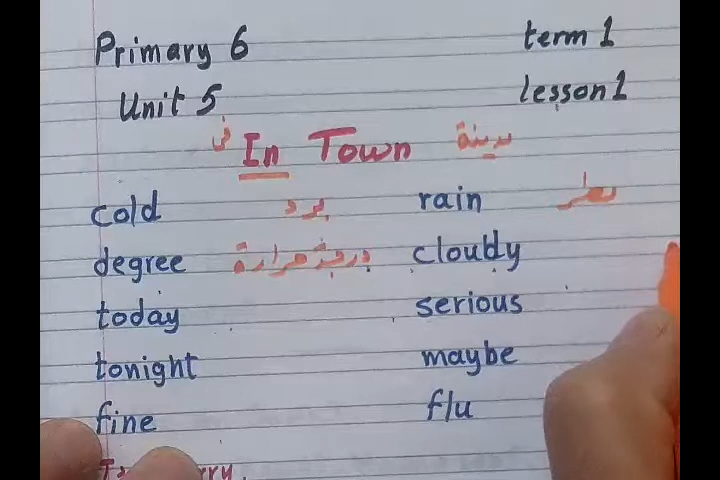 Primary 6 term 1
Unit 5 lesson 1
فى In Town مدينة
cold برد rain مطر
degree درجة حرارة cloudy
today serious
tonight maybe
fine flu